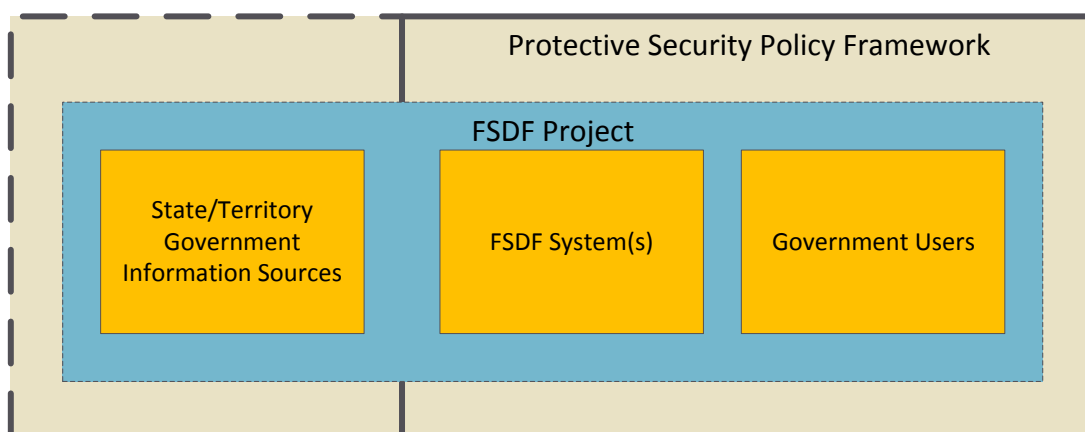 Protective Security Policy Framework
FSDF Project
State/Territory
Government
Information Sources
FSDF System(s)
Government Users